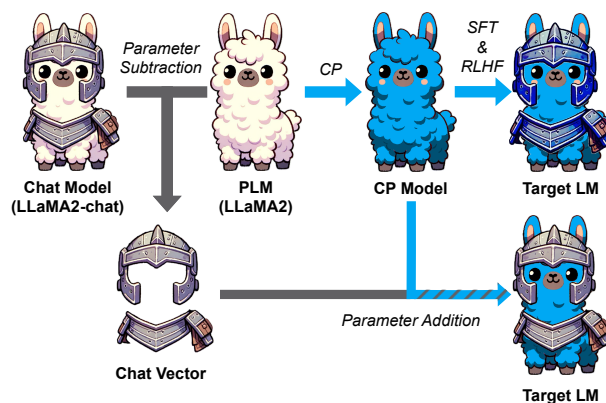 Parameter
Subtraction
CP
SFT
&
RLHF
Chat Model
(LLaMA2-chat)
PLM
(LLaMA2)
CP Model
Target LM
Parameter Addition
Chat Vector
Target LM